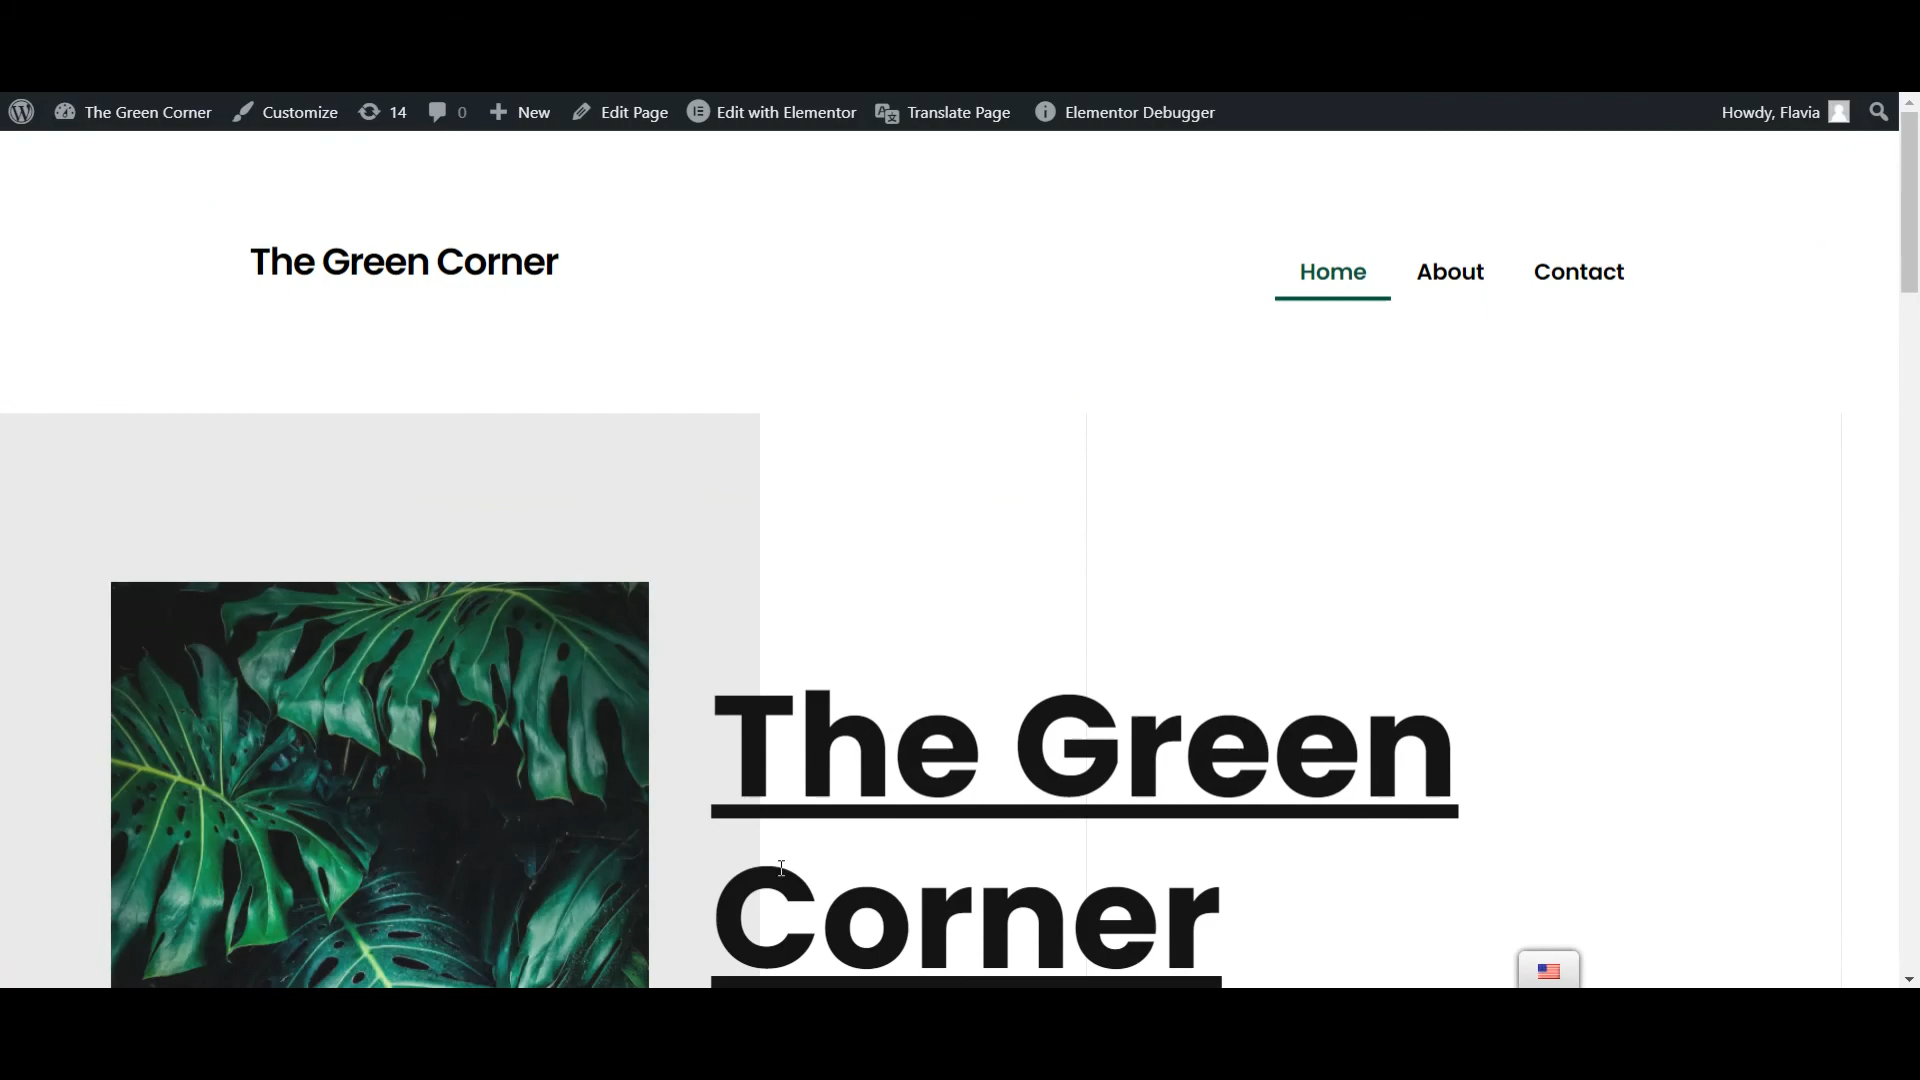 The Green Corner Customize 14 0 New Edit Page Edit with Elementor Translate Page Elementor Debugger Howdy, Flavia
The Green Corner
Home About Contact
The Green
Corner